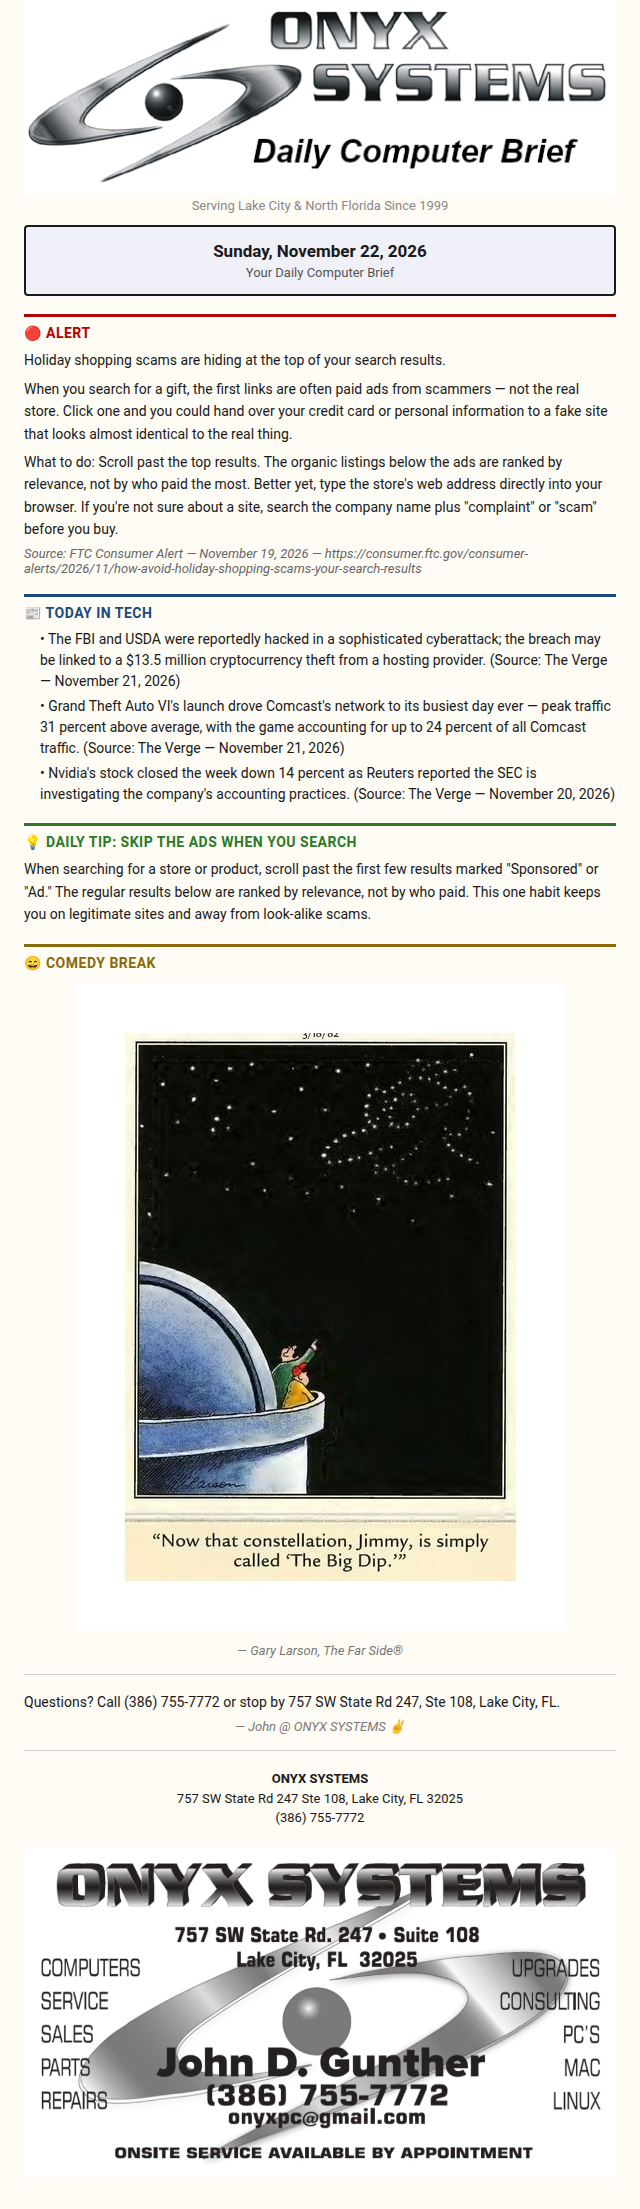 ONYX
SYSTEMS
Daily Computer Brief
Serving Lake City & North Florida Since 1999
Sunday, November 22, 2026
Your Daily Computer Brief
🔴 ALERT
Holiday shopping scams are hiding at the top of your search results.
When you search for a gift, the first links are often paid ads from scammers — not the real
store. Click one and you could hand over your credit card or personal information to a fake site
that looks almost identical to the real thing.
What to do: Scroll past the top results. The organic listings below the ads are ranked by
relevance, not by who paid the most. Better yet, type the store's web address directly into your
browser. If you're not sure about a site, search the company name plus "complaint" or "scam"
before you buy.
Source: FTC Consumer Alert — November 19, 2026 — https://consumer.ftc.gov/consumer-
alerts/2026/11/how-avoid-holiday-shopping-scams-your-search-results
📰 TODAY IN TECH
• The FBI and USDA were reportedly hacked in a sophisticated cyberattack; the breach may
be linked to a $13.5 million cryptocurrency theft from a hosting provider. (Source: The Verge
— November 21, 2026)
• Grand Theft Auto VI's launch drove Comcast's network to its busiest day ever — peak traffic
31 percent above average, with the game accounting for up to 24 percent of all Comcast
traffic. (Source: The Verge — November 21, 2026)
• Nvidia's stock closed the week down 14 percent as Reuters reported the SEC is
investigating the company's accounting practices. (Source: The Verge — November 20, 2026)
💡 DAILY TIP: SKIP THE ADS WHEN YOU SEARCH
When searching for a store or product, scroll past the first few results marked "Sponsored" or
"Ad." The regular results below are ranked by relevance, not by who paid. This one habit keeps
you on legitimate sites and away from look-alike scams.
😄 COMEDY BREAK
3/18/82
Larson
“Now that constellation, Jimmy, is simply
called ‘The Big Dip.’”
— Gary Larson, The Far Side®
Questions? Call (386) 755-7772 or stop by 757 SW State Rd 247, Ste 108, Lake City, FL.
— John @ ONYX SYSTEMS ✌️
ONYX SYSTEMS
757 SW State Rd 247 Ste 108, Lake City, FL 32025
(386) 755-7772
ONYX SYSTEMS
757 SW State Rd. 247 • Suite 108
Lake City, FL 32025
COMPUTERS
SERVICE
SALES
PARTS
REPAIRS
UPGRADES
CONSULTING
PC'S
MAC
LINUX
John D. Gunther
(386) 755-7772
onyxpc@gmail.com
ONSITE SERVICE AVAILABLE BY APPOINTMENT